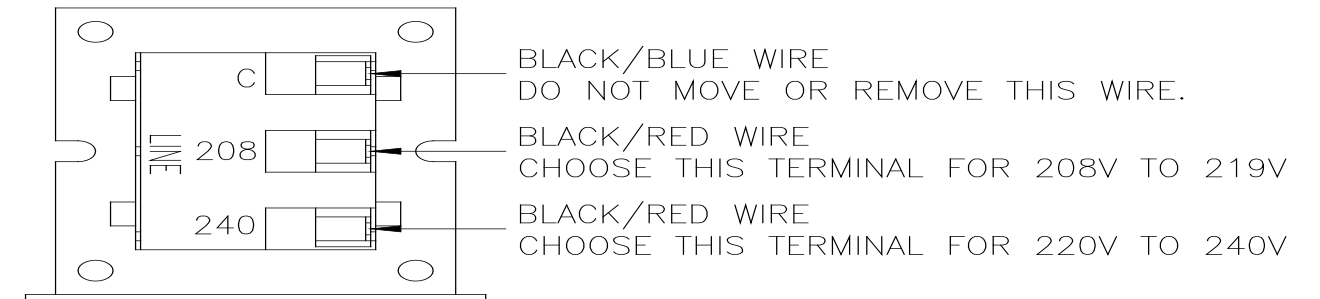 C
BLACK/BLUE WIRE
DO NOT MOVE OR REMOVE THIS WIRE.
LINE
208
BLACK/RED WIRE
CHOOSE THIS TERMINAL FOR 208V TO 219V
240
BLACK/RED WIRE
CHOOSE THIS TERMINAL FOR 220V TO 240V